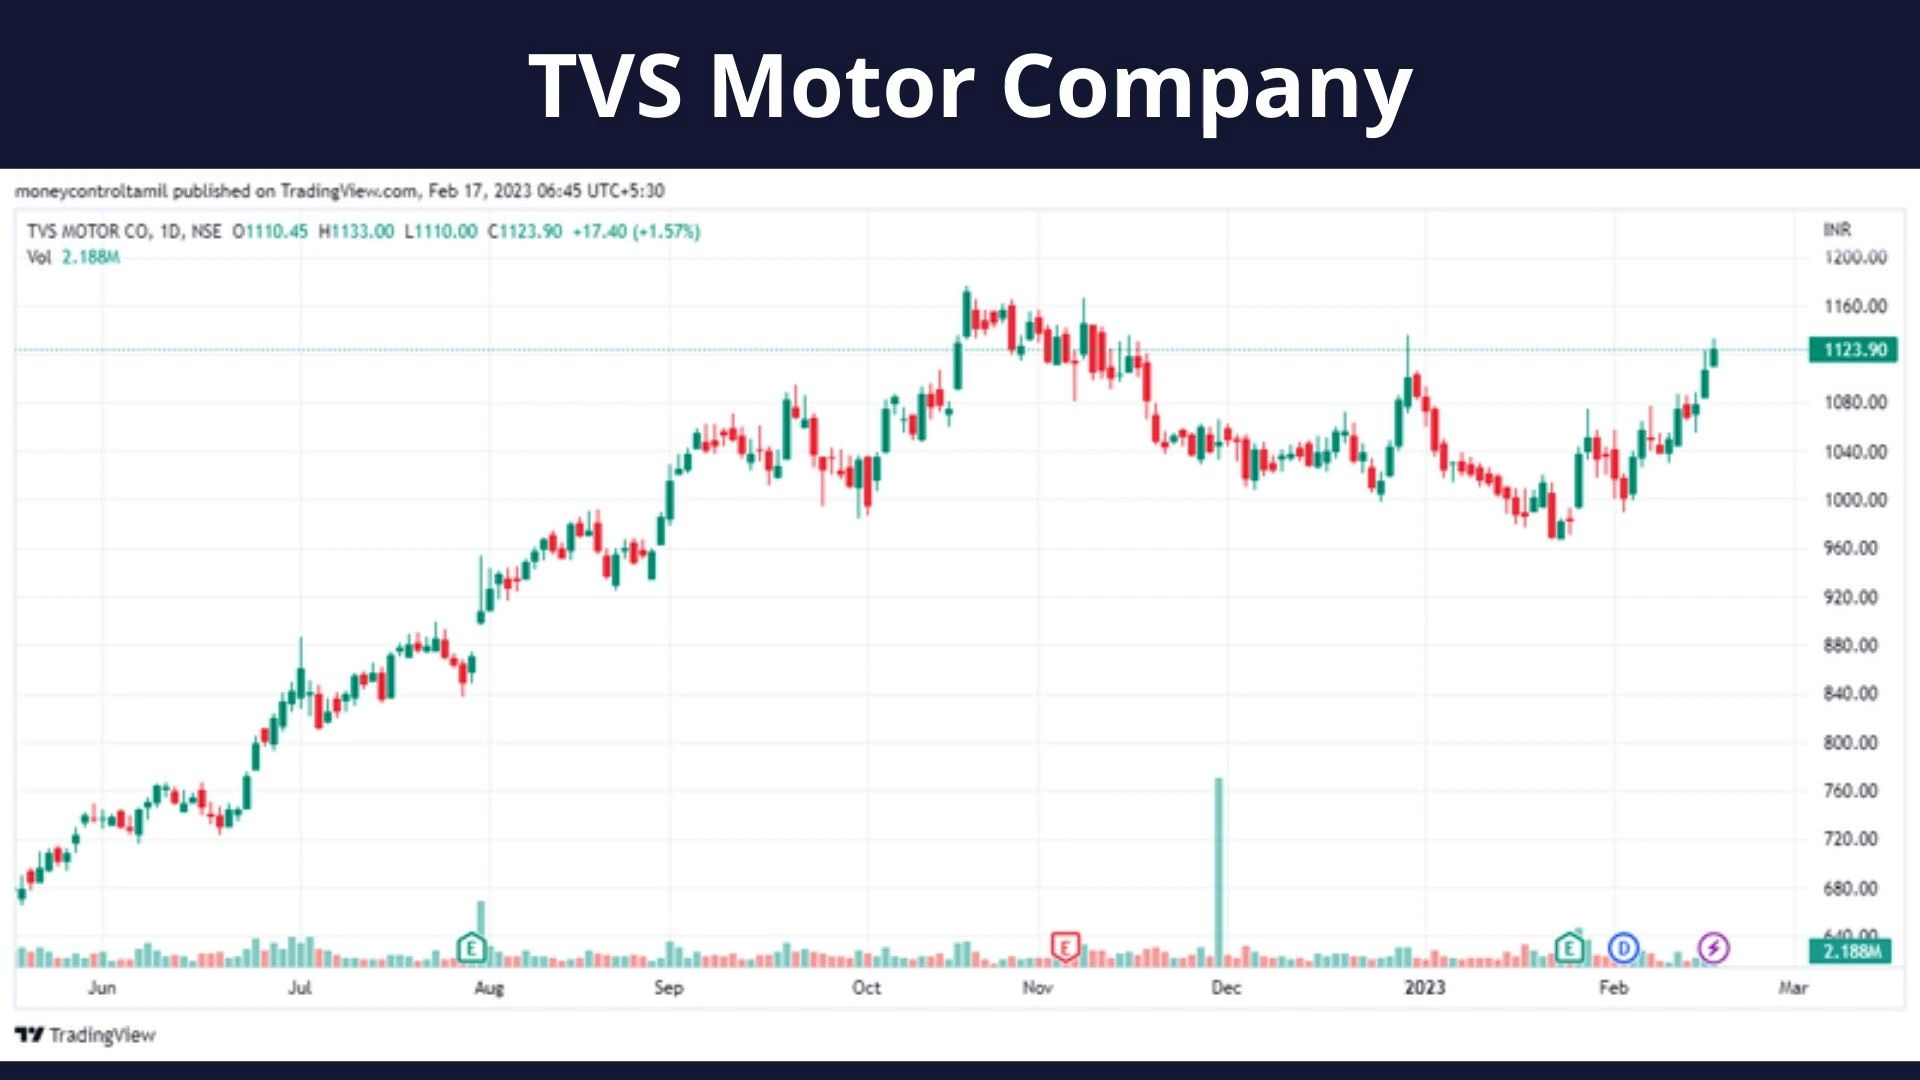 TVS Motor Company
moneycontroltamil published on TradingView.com, Feb 17, 2023 06:45 UTC+5:30
TVS MOTOR CO, 1D, NSE O1110.45 H1133.00 L1110.00 C1123.90 +17.40 (+1.57%)
Vol 2.188M
INR
1200.00
1160.00
1123.90
1080.00
1040.00
1000.00
960.00
920.00
880.00
840.00
800.00
760.00
720.00
680.00
640.00
2.188M
E E E D
Jun Jul Aug Sep Oct Nov Dec 2023 Feb Mar
TradingView